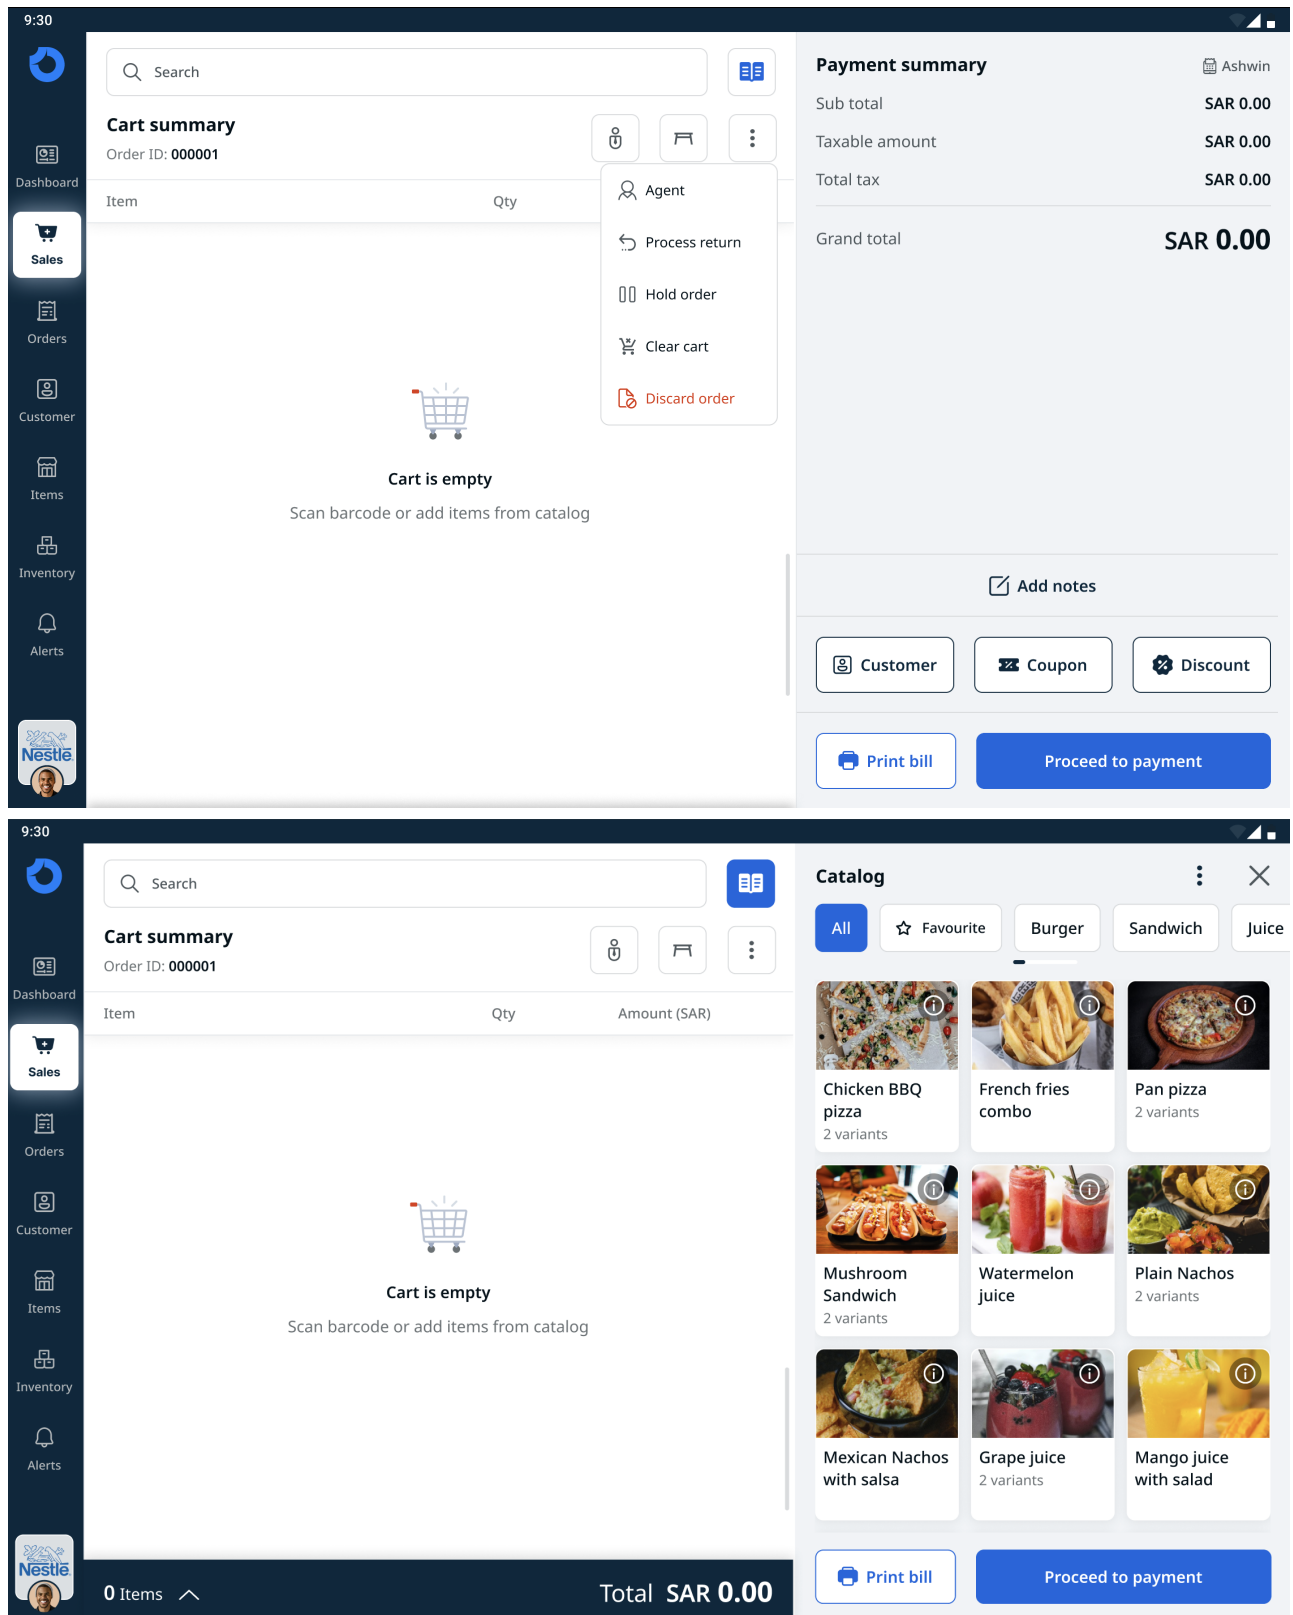 9:30
Search
Payment summary
Ashwin
Sub total
SAR 0.00
Cart summary
Order ID: 000001
Taxable amount
SAR 0.00
Total tax
SAR 0.00
Dashboard
Item
Qty
Agent
Grand total
SAR 0.00
Process return
Sales
Hold order
Orders
Clear cart
Customer
Discard order
Cart is empty
Items
Scan barcode or add items from catalog
Inventory
Add notes
Alerts
Customer
Coupon
Discount
Nestlé
Print bill
Proceed to payment
9:30
Search
Catalog
All
Favourite
Burger
Sandwich
Juice
Cart summary
Order ID: 000001
Dashboard
Item
Qty
Amount (SAR)
Sales
Chicken BBQ
pizza
2 variants
French fries
combo
Pan pizza
2 variants
Orders
Customer
Mushroom
Sandwich
2 variants
Watermelon
juice
Plain Nachos
2 variants
Cart is empty
Items
Scan barcode or add items from catalog
Inventory
Alerts
Mexican Nachos
with salsa
Grape juice
2 variants
Mango juice
with salad
Nestlé
0 Items
Total SAR 0.00
Print bill
Proceed to payment